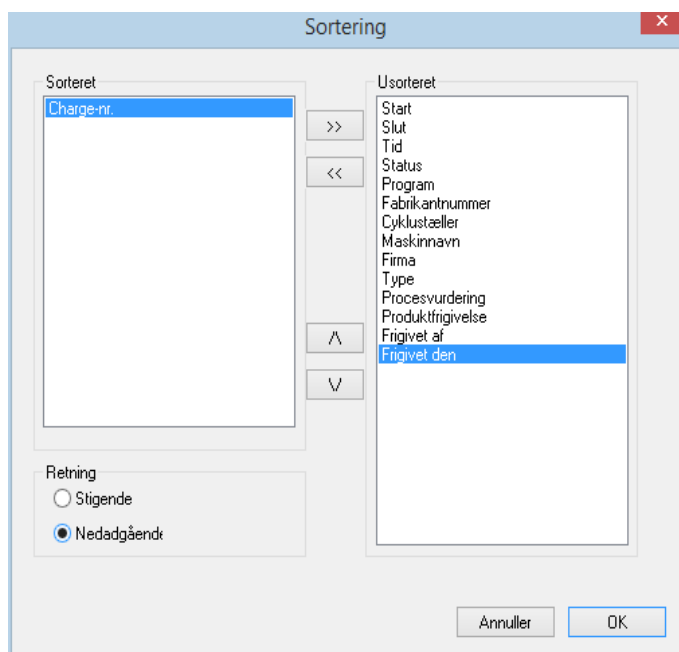 Sortering
Sorteret
Charge-nr.
>>
<<
/\
\/
Usorteret
Start
Slut
Tid
Status
Program
Fabrikantnummer
Cyklustæller
Maskinnavn
Firma
Type
Procesvurdering
Produktfrigivelse
Frigivet af
Frigivet den
Retning
Stigende
Nedadgående
Annuller
OK